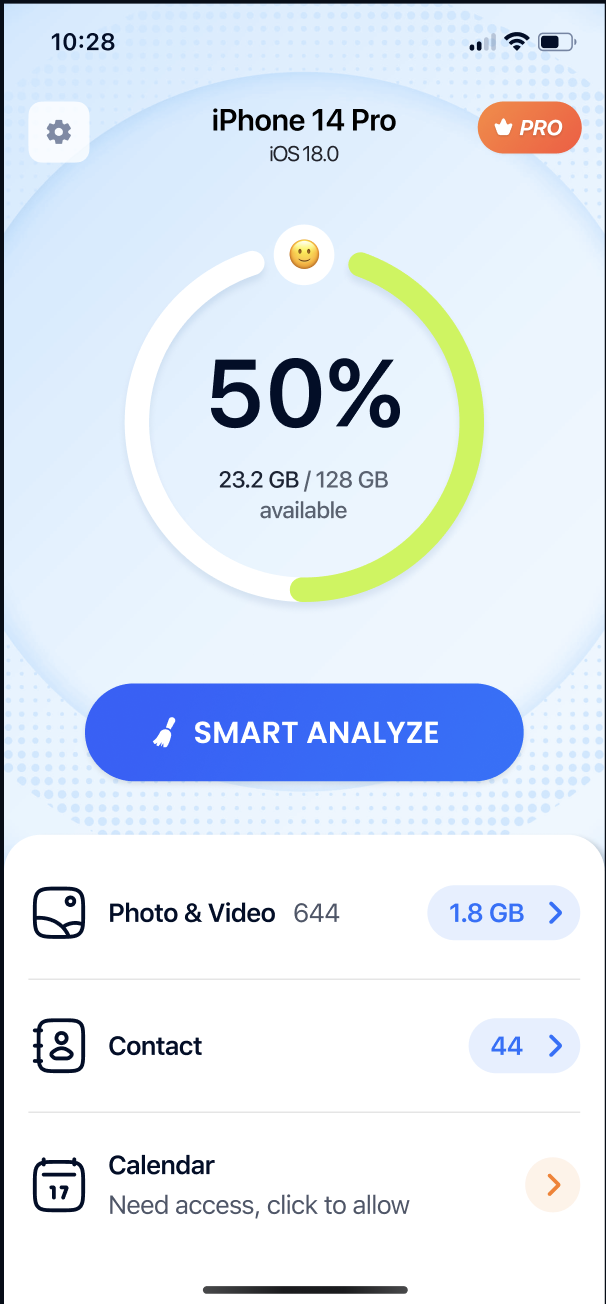 10:28
iPhone 14 Pro
iOS 18.0
PRO
50%
23.2 GB / 128 GB
available
SMART ANALYZE
Photo & Video 644
1.8 GB
Contact
44
Calendar
17
Need access, click to allow